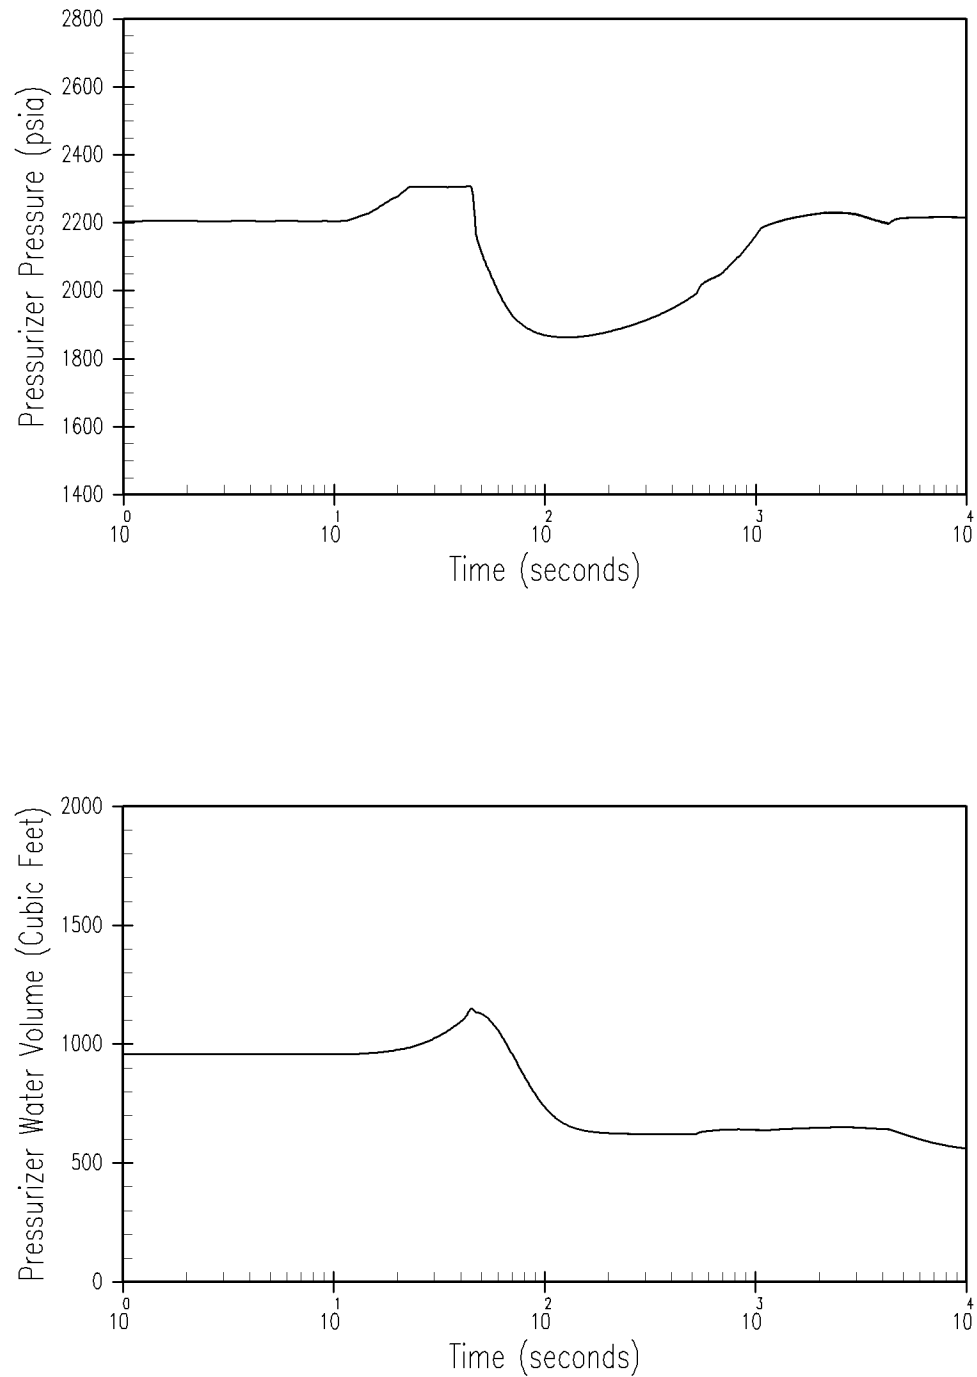 Pressurizer Pressure (psia)
2800
2600
2400
2200
2000
1800
1600
1400
10^0 10^1 10^2 10^3 10^4
Time (seconds)
Pressurizer Water Volume (Cubic Feet)
2000
1500
1000
500
0
10^0 10^1 10^2 10^3 10^4
Time (seconds)